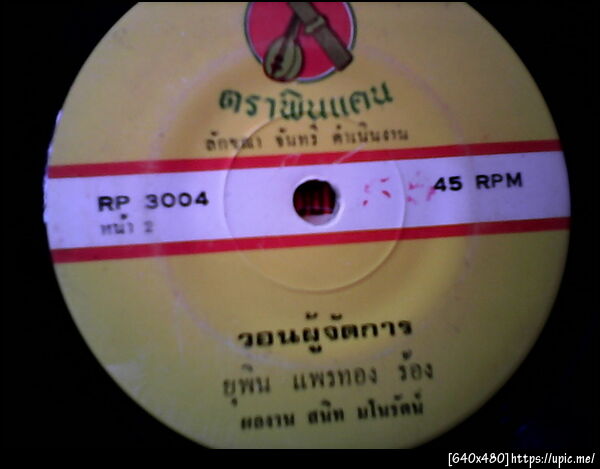 ตราพิณแคน
ลักขณา จันทร์ ดำเนินงาน
RP 3004
45 RPM
หน้า 2
วอนผู้จัดการ
ยุพิน แพรทอง ร้อง
ผลงาน สนิท มโนรัตน์
[640x480]https://upic.me/